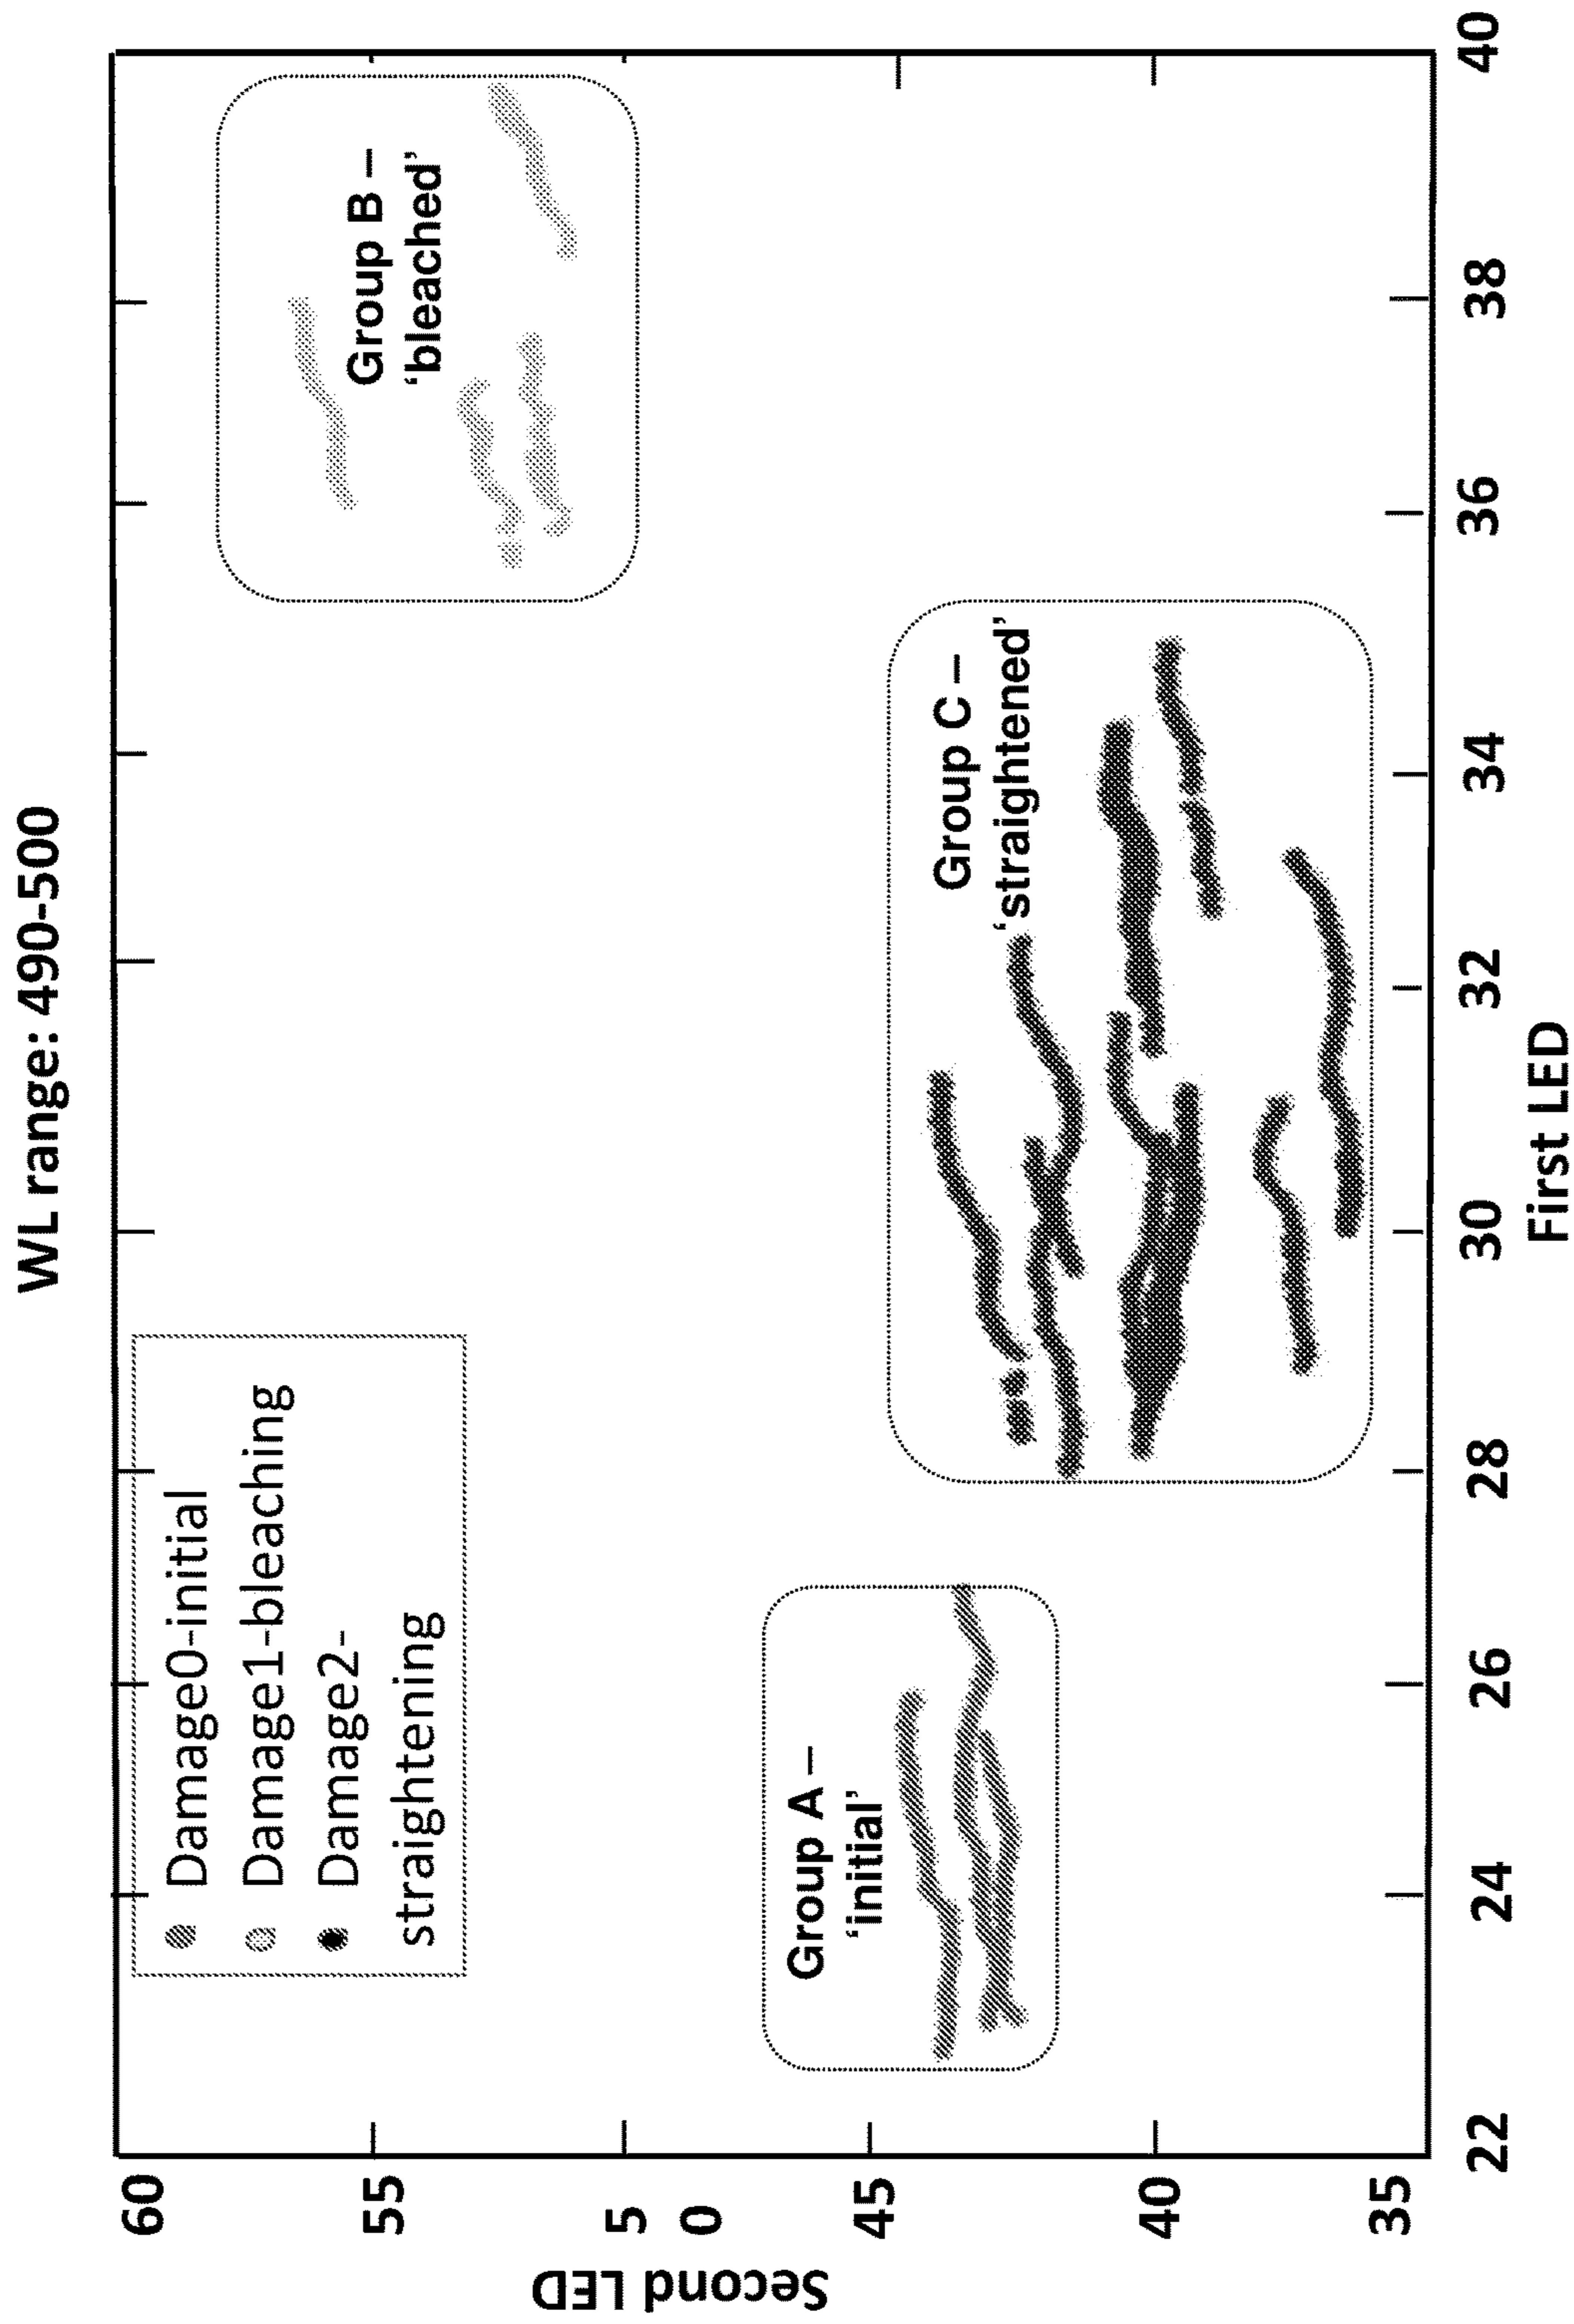 WL range: 490-500
Damage0-initial
Damage1-bleaching
Damage2-
straightening
Group B –
‘bleached’
Group A –
‘initial’
Group C –
‘straightened’
60
55
5 0
45
40
35
Second LED
22 24 26 28 30 32 34 36 38 40
First LED